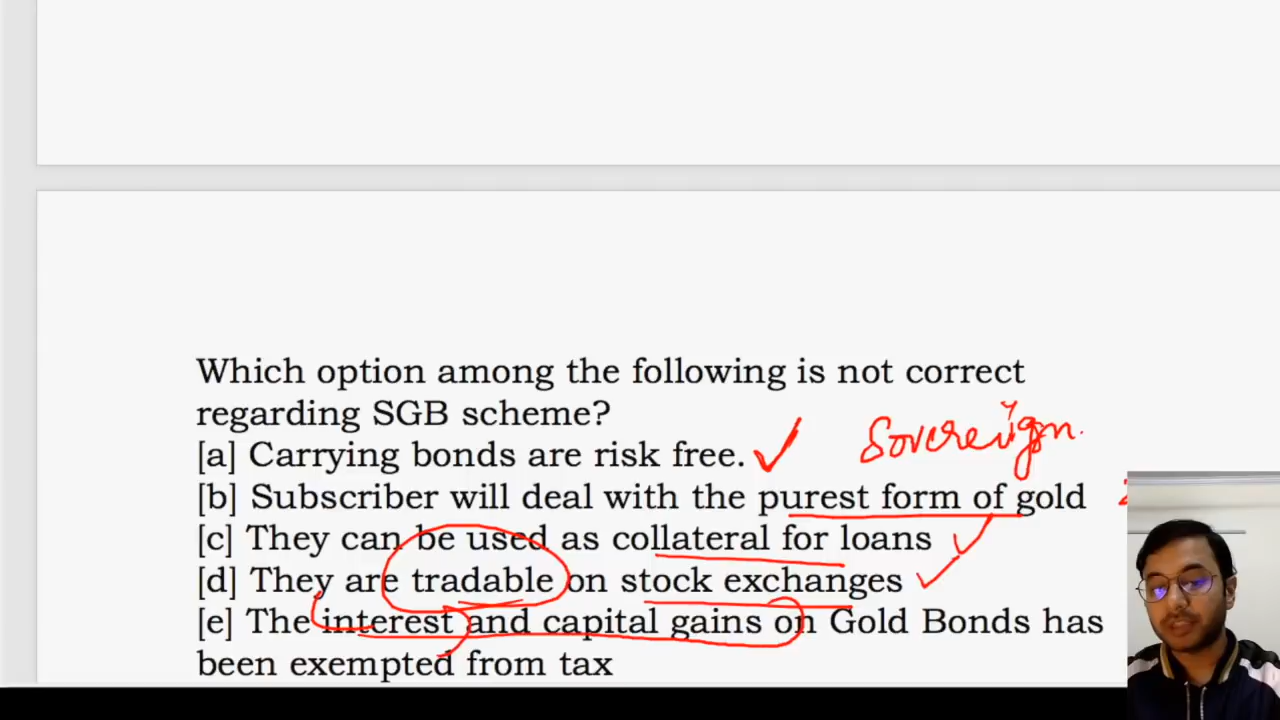 Which option among the following is not correct
regarding SGB scheme?
[a] Carrying bonds are risk free.
Sovereign.
[b] Subscriber will deal with the purest form of gold
[c] They can be used as collateral for loans
[d] They are tradable on stock exchanges
[e] The interest and capital gains on Gold Bonds has
been exempted from tax